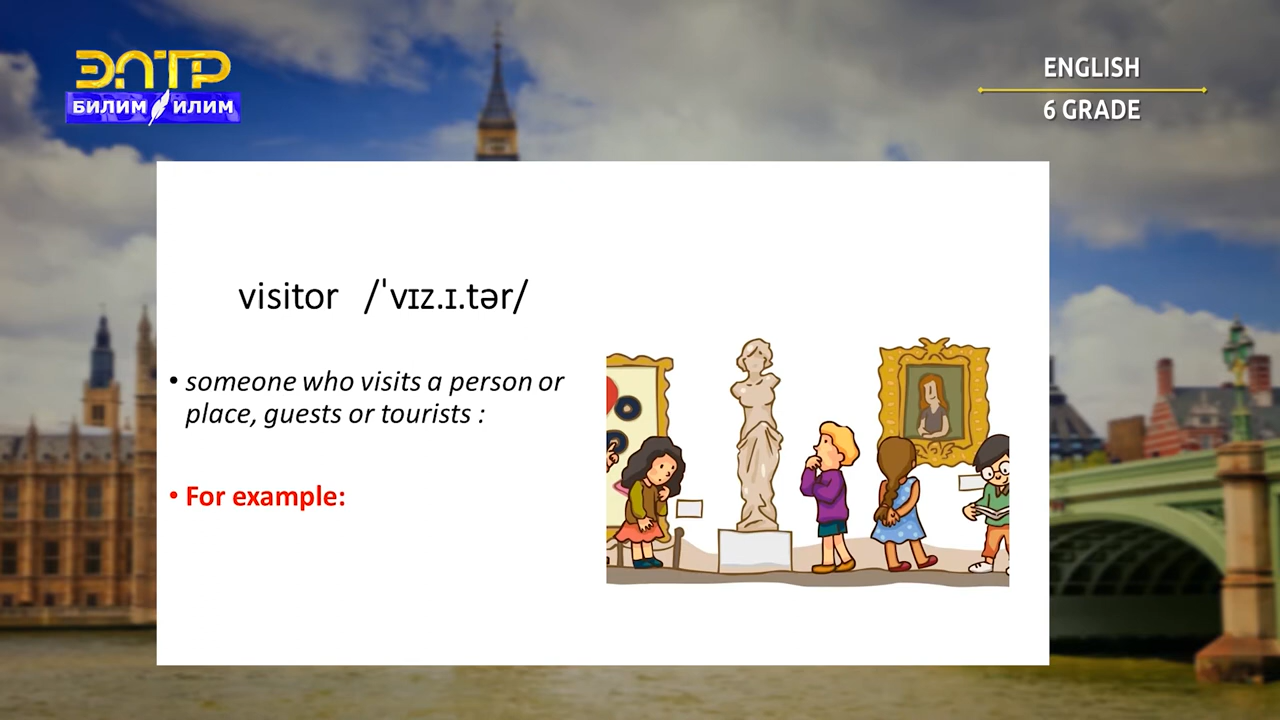 ЭЛТР
БИЛИМ ИЛИМ
ENGLISH
6 GRADE
visitor /ˈvɪz.ɪ.tər/
• someone who visits a person or
place, guests or tourists :
• For example: